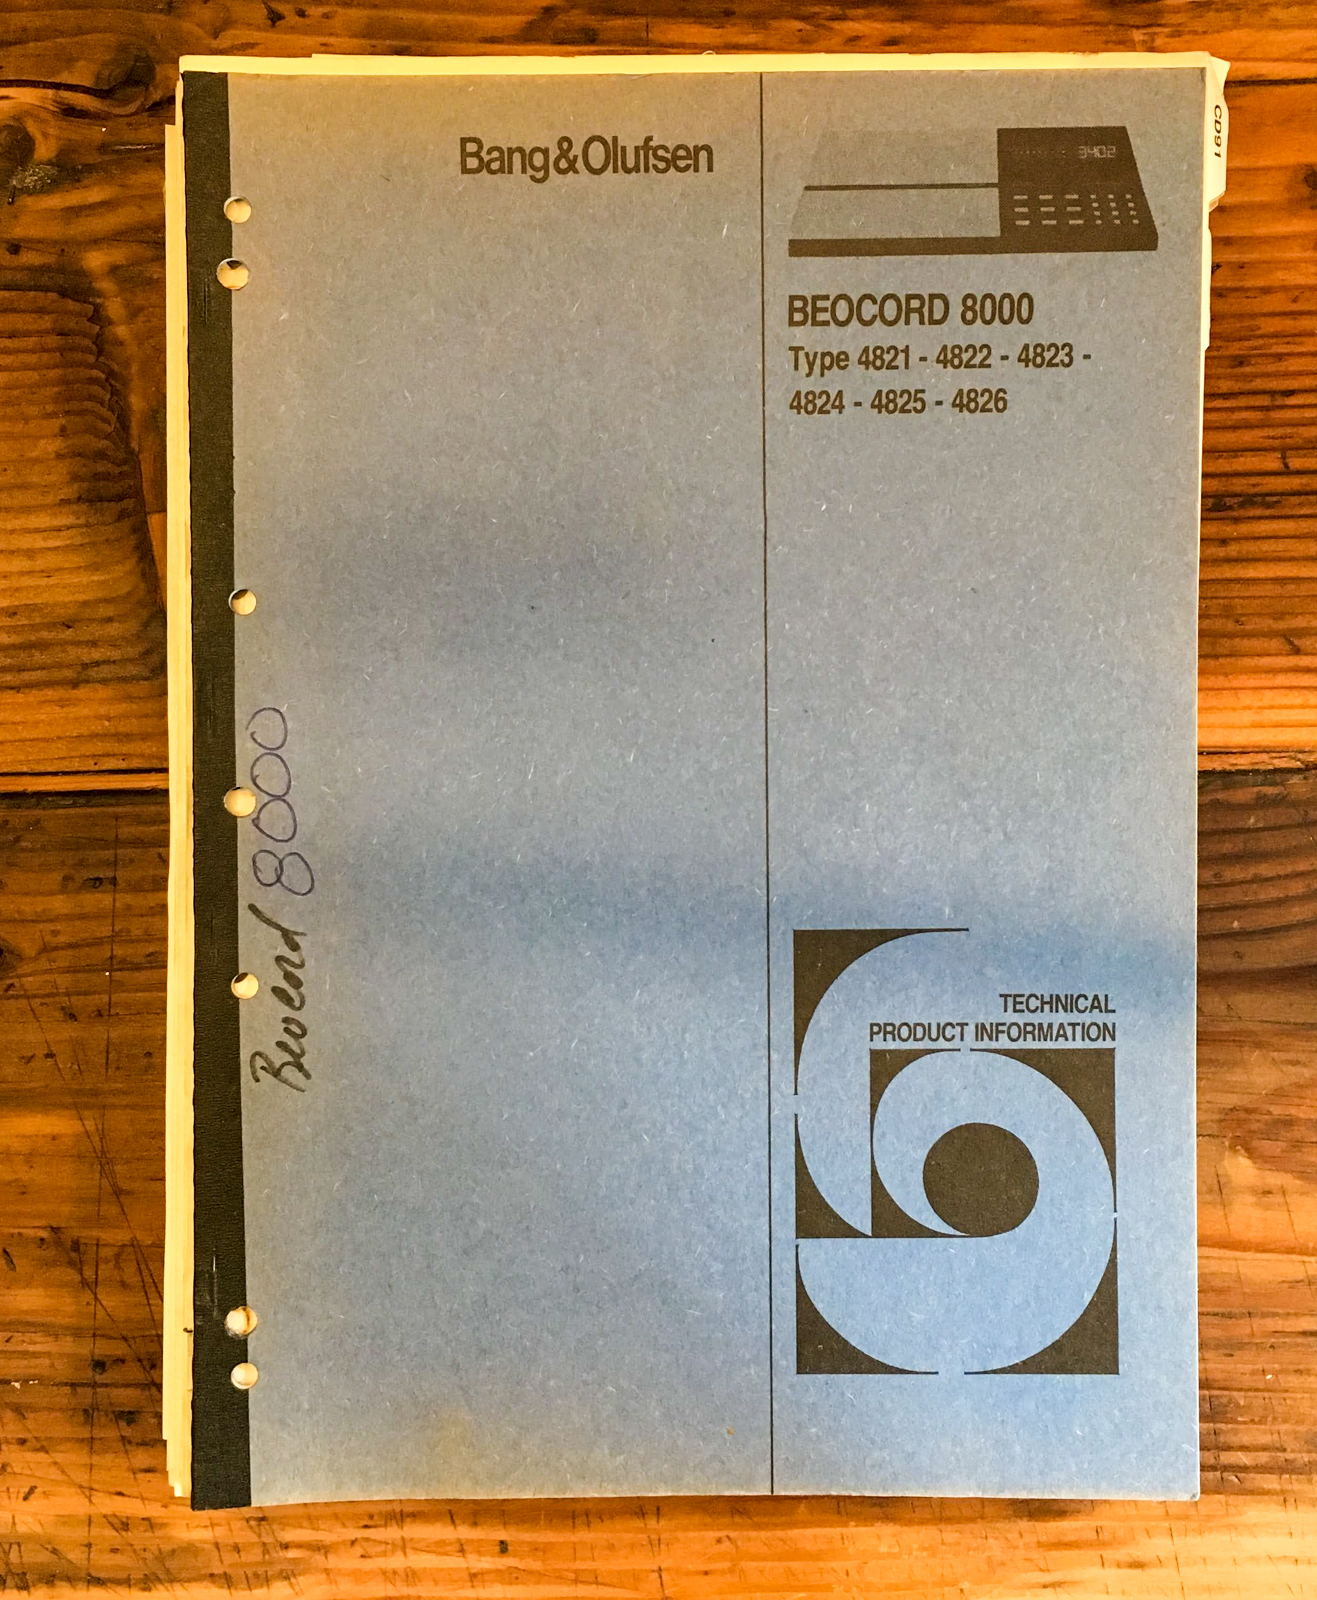 Bang&Olufsen
3402
CD91
BEOCORD 8000
Type 4821 - 4822 - 4823 -
4824 - 4825 - 4826
Beocord 8000
TECHNICAL
PRODUCT INFORMATION